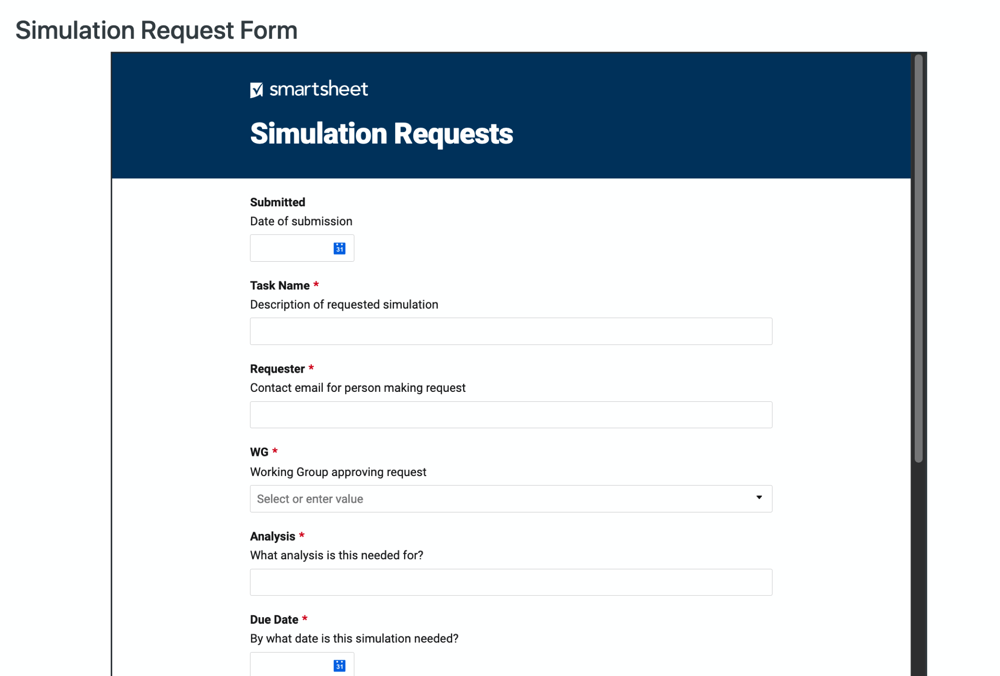 Simulation Request Form
smartsheet
Simulation Requests
Submitted
Date of submission
31
Task Name *
Description of requested simulation
Requester *
Contact email for person making request
WG *
Working Group approving request
Select or enter value
Analysis *
What analysis is this needed for?
Due Date *
By what date is this simulation needed?
31